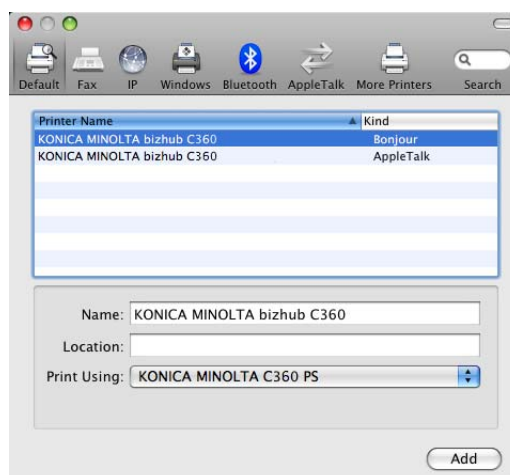 Default Fax IP Windows Bluetooth AppleTalk More Printers Search
Printer Name Kind
KONICA MINOLTA bizhub C360 Bonjour
KONICA MINOLTA bizhub C360 AppleTalk
Name: KONICA MINOLTA bizhub C360
Location:
Print Using: KONICA MINOLTA C360 PS
Add